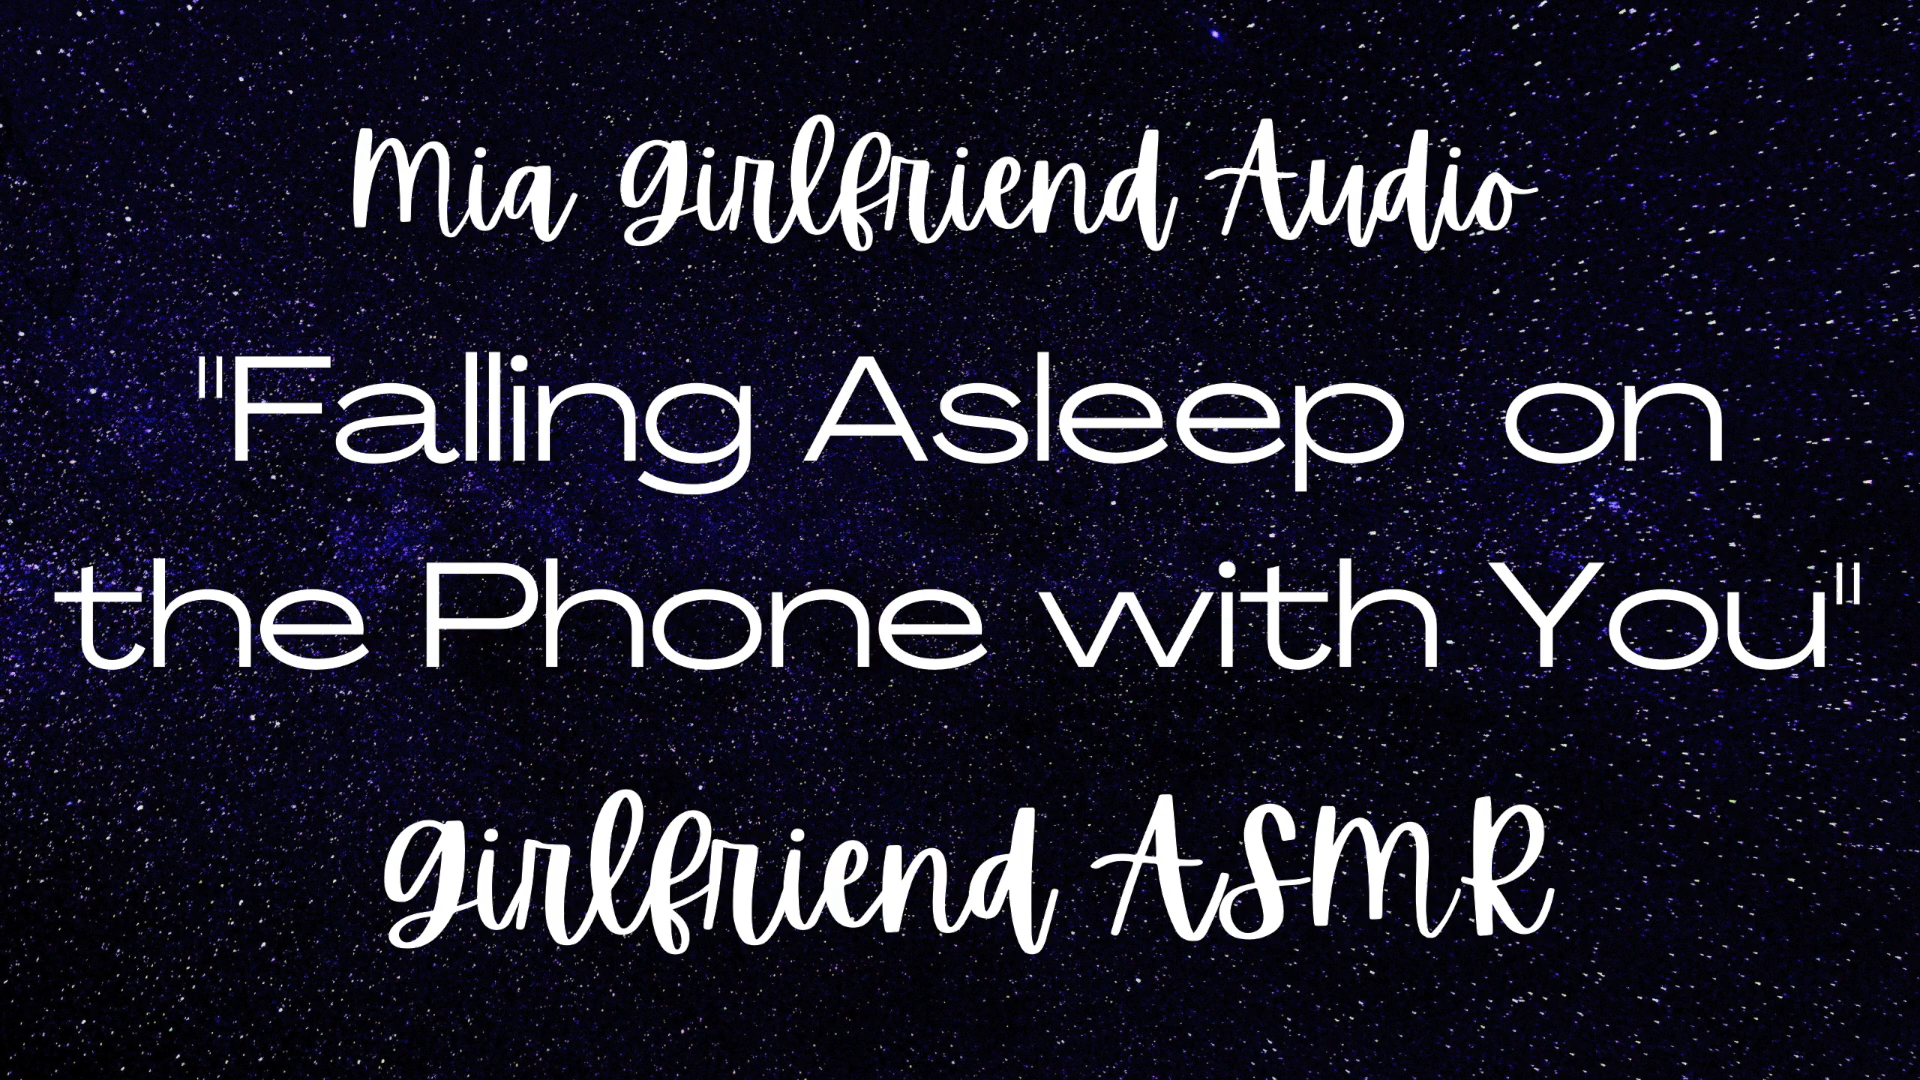 Mia Girlfriend Audio
"Falling Asleep on
the Phone with You"
Girlfriend ASMR